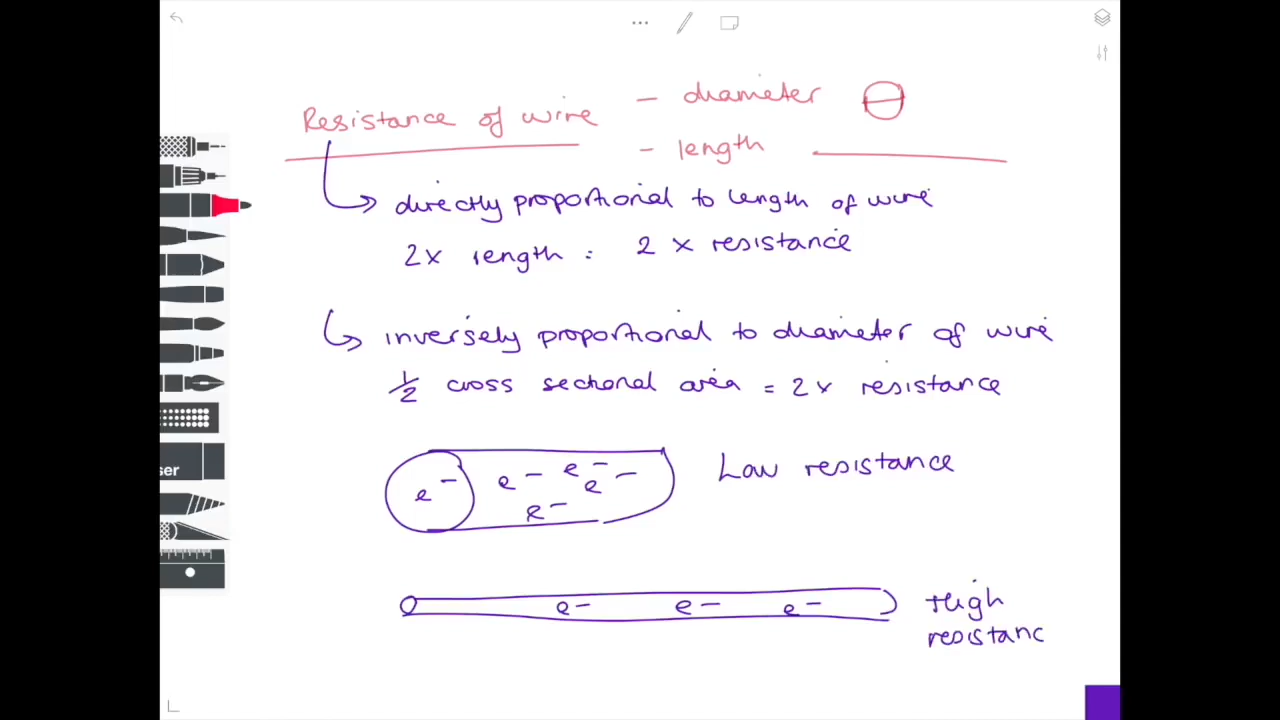 Resistance of wire
- diameter
- length
directly proportional to length of wire
2x length = 2 x resistance
inversely proportional to diameter of wire
1/2 cross sectional area = 2x resistance
e- e- e- e- e-
Low resistance
e- e- e-
High
resistanc
ser